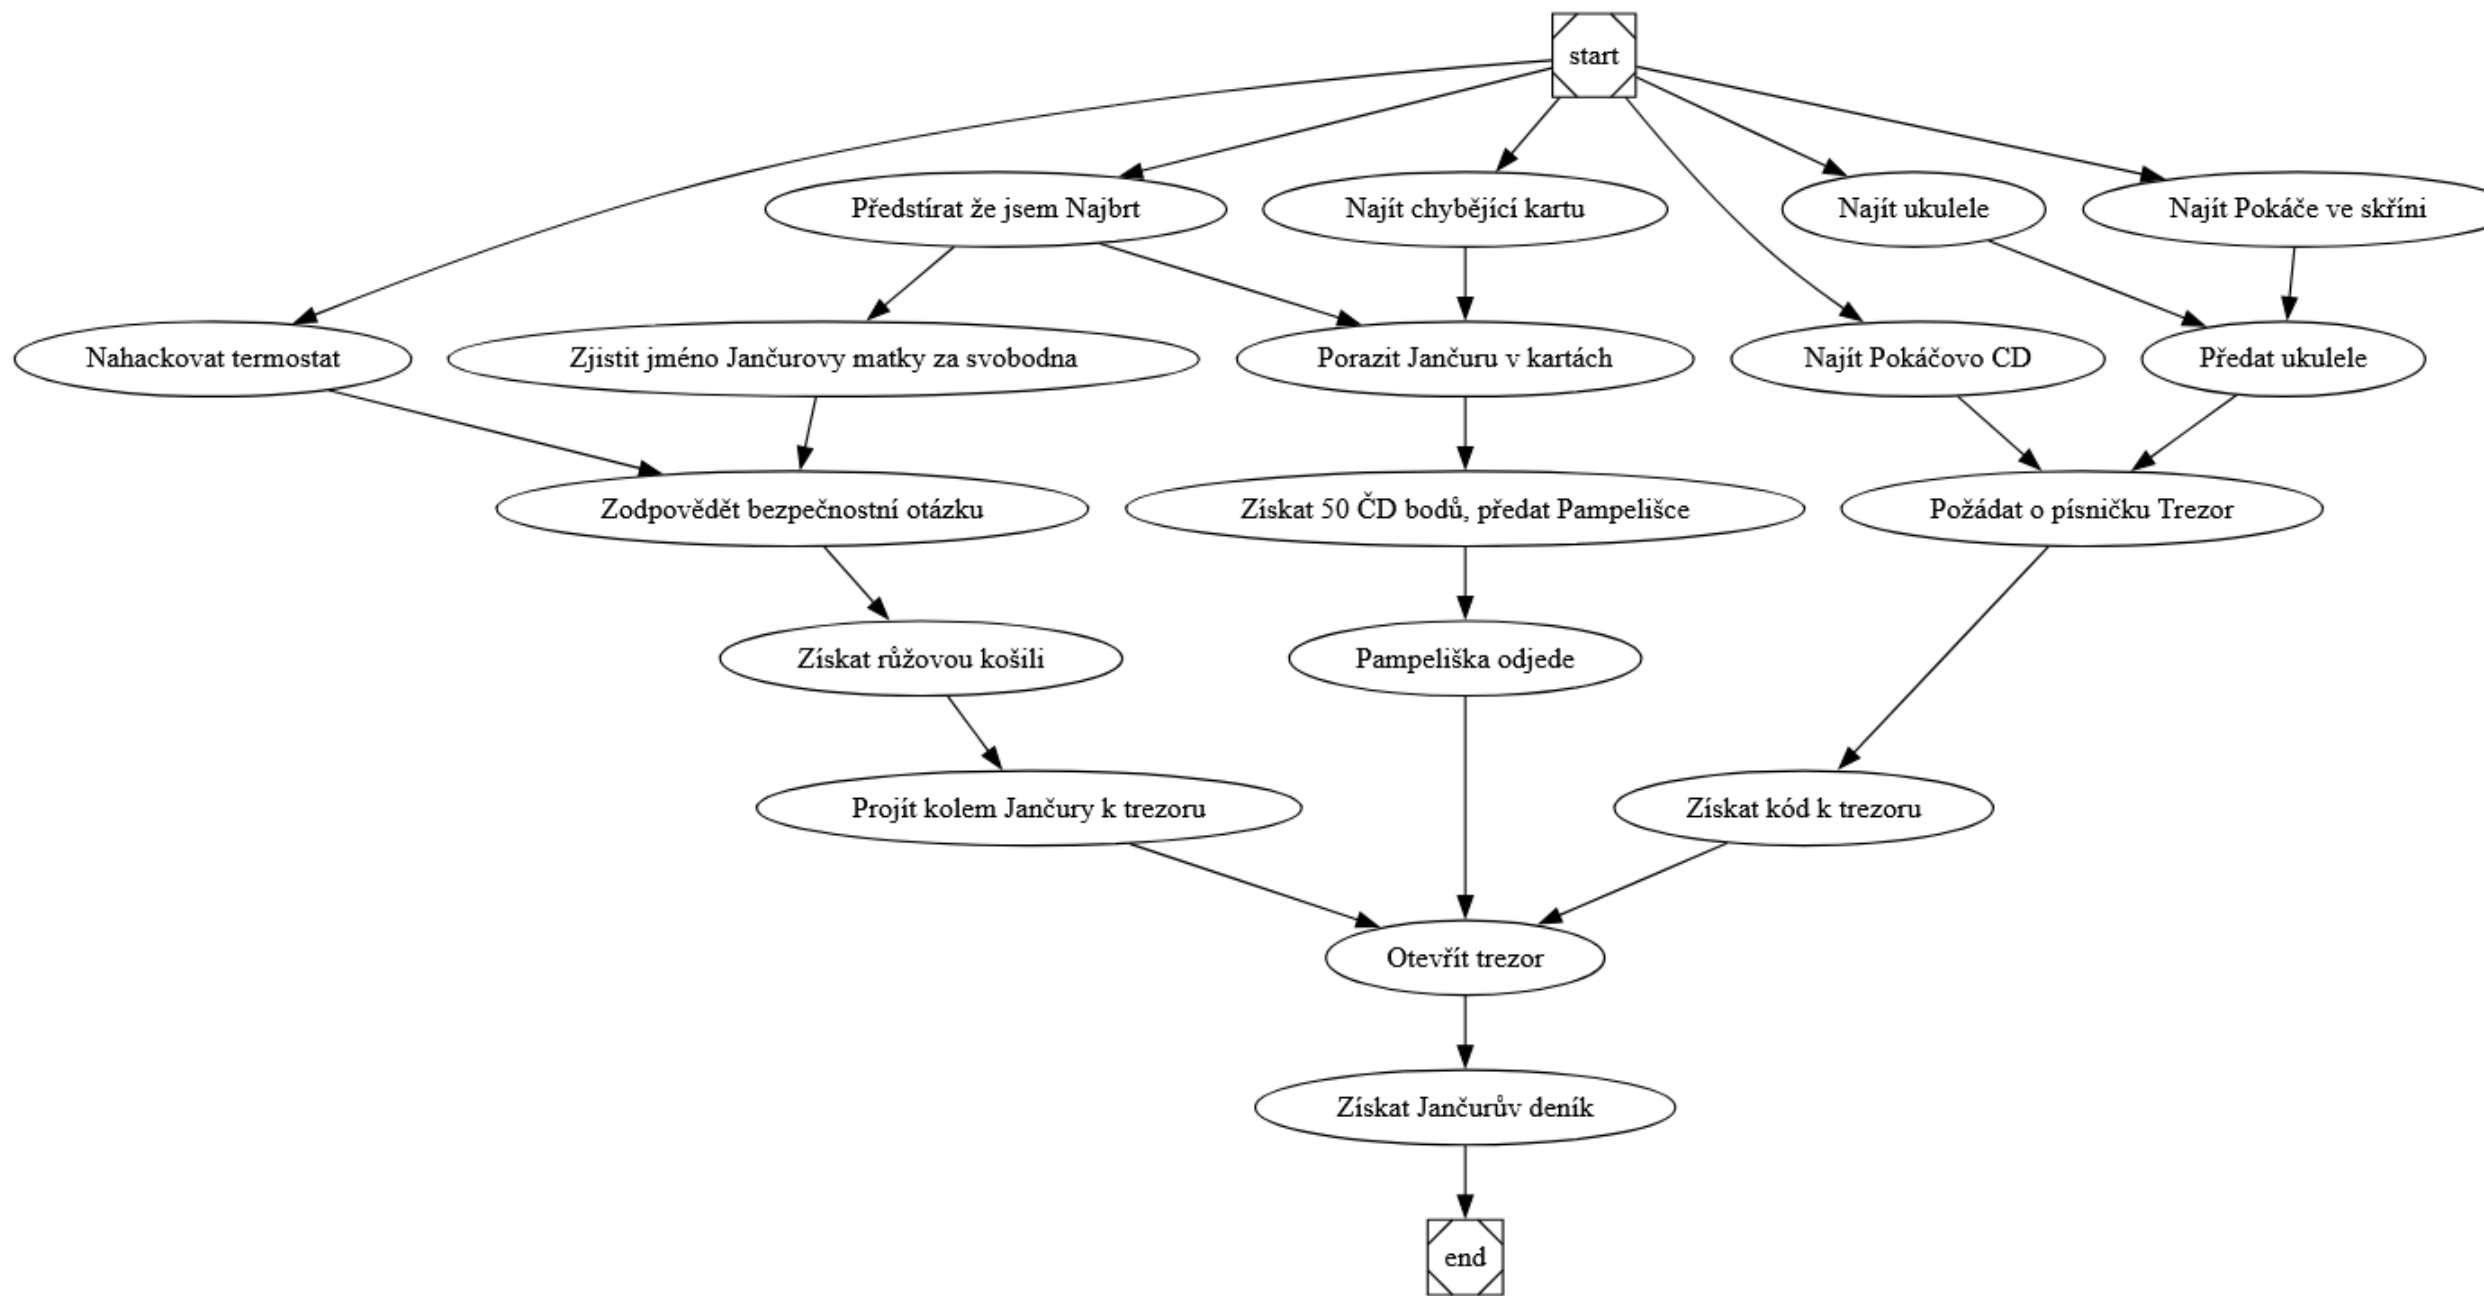 start
Předstírat že jsem Najbrt
Najít chybějící kartu
Najít ukulele
Najít Pokáče ve skříni
Nahackovat termostat
Zjistit jméno Jančurovy matky za svobodna
Porazit Jančuru v kartách
Najít Pokáčovo CD
Předat ukulele
Zodpovědět bezpečnostní otázku
Získat 50 ČD bodů, předat Pampelišce
Požádat o písničku Trezor
Získat růžovou košili
Pampeliška odjede
Projít kolem Jančury k trezoru
Získat kód k trezoru
Otevřít trezor
Získat Jančurův deník
end